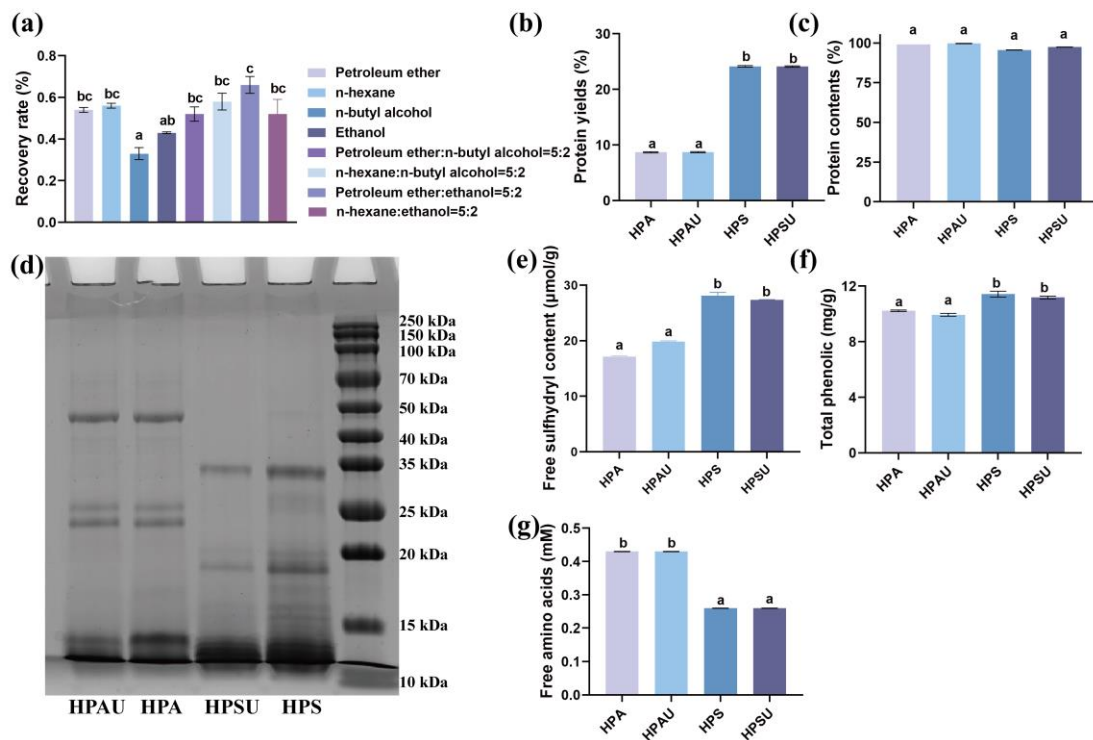 (a)
Recovery rate (%)
0.8
0.6
0.4
0.2
0.0
bc
bc
a
ab
bc
bc
c
bc
Petroleum ether
n-hexane
n-butyl alcohol
Ethanol
Petroleum ether:n-butyl alcohol=5:2
n-hexane:n-butyl alcohol=5:2
Petroleum ether:ethanol=5:2
n-hexane:ethanol=5:2
(b)
Protein yields (%)
30
20
10
0
a
a
b
b
HPA
HPAU
HPS
HPSU
(c)
Protein contents (%)
100
75
50
25
0
a
a
a
a
HPA
HPAU
HPS
HPSU
(d)
250 kDa
150 kDa
100 kDa
70 kDa
50 kDa
40 kDa
35 kDa
25 kDa
20 kDa
15 kDa
10 kDa
HPAU HPA HPSU HPS
(e)
Free sulfhydryl content (μmol/g)
30
20
10
0
a
a
b
b
HPA
HPAU
HPS
HPSU
(f)
Total phenolic (mg/g)
12
8
4
0
a
a
b
b
HPA
HPAU
HPS
HPSU
(g)
Free amino acids (mM)
0.5
0.4
0.3
0.2
0.1
0.0
b
b
a
a
HPA
HPAU
HPS
HPSU